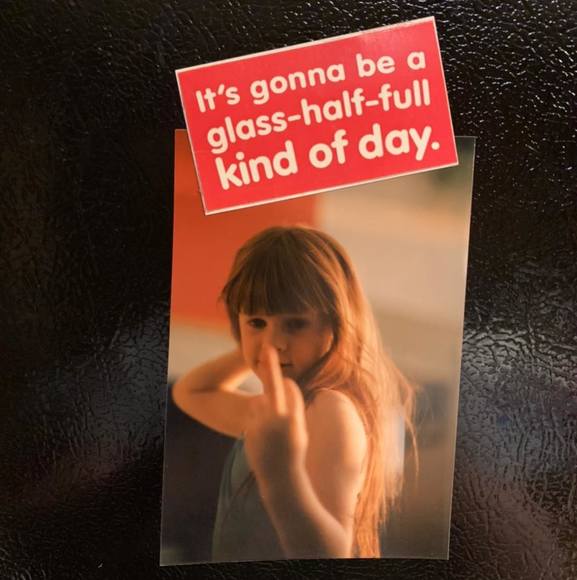 It's gonna be a
glass-half-full
kind of day.